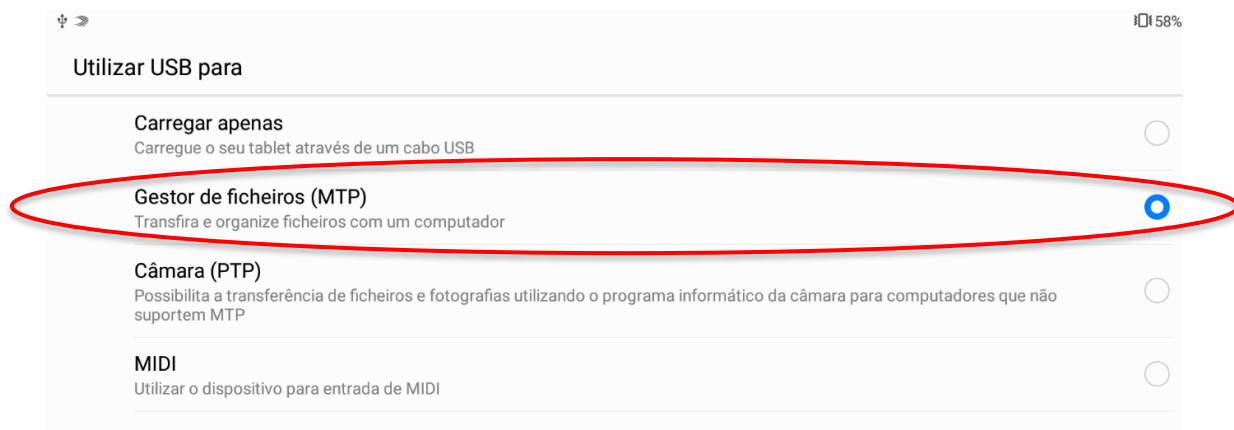 58%
Utilizar USB para
Carregar apenas
Carregue o seu tablet através de um cabo USB
Gestor de ficheiros (MTP)
Transfira e organize ficheiros com um computador
Câmara (PTP)
Possibilita a transferência de ficheiros e fotografias utilizando o programa informático da câmara para computadores que não
suportem MTP
MIDI
Utilizar o dispositivo para entrada de MIDI